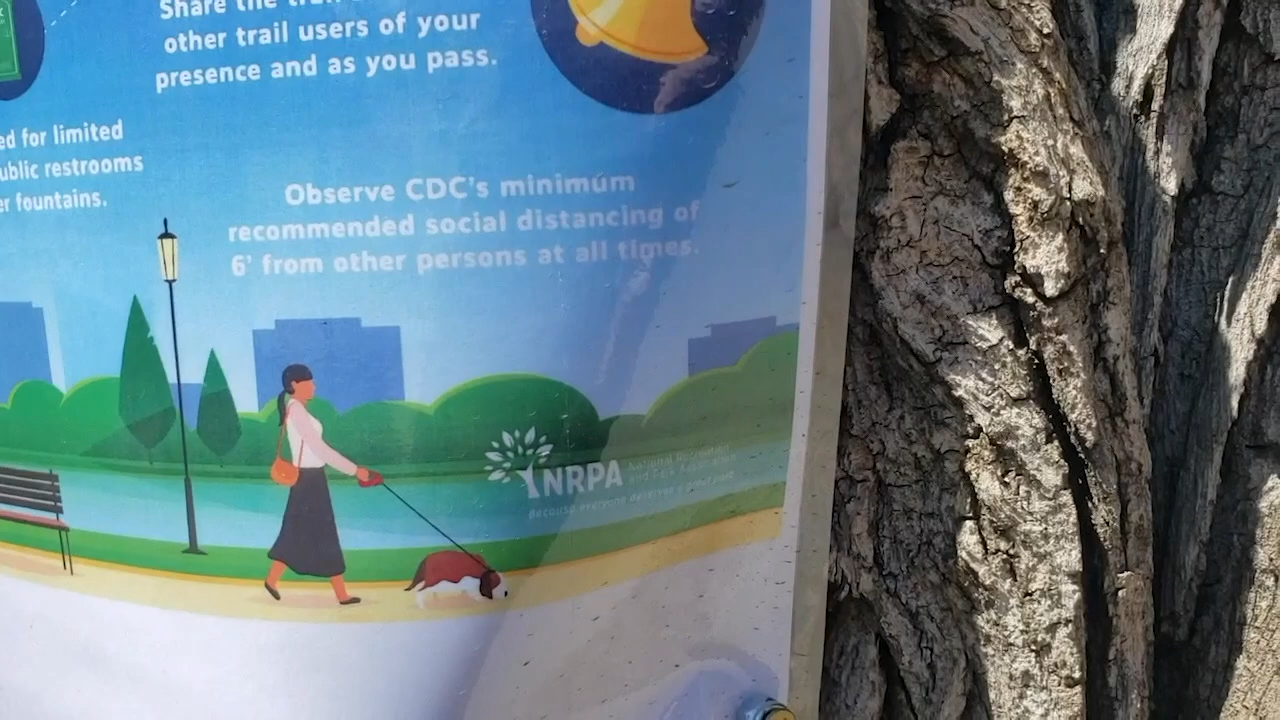 Share the trail
other trail users of your
presence and as you pass.
ed for limited
ublic restrooms
er fountains.
Observe CDC's minimum
recommended social distancing of
6' from other persons at all times.
NRPA
National Recreation
and Park Association
Because everyone deserves a great park